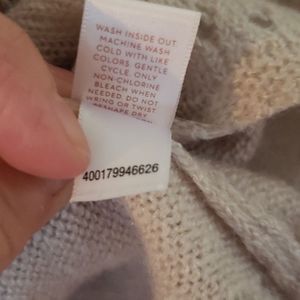 WASH INSIDE OUT.
MACHINE WASH
COLD WITH LIKE
COLORS. GENTLE
CYCLE. ONLY
NON-CHLORINE
BLEACH WHEN
NEEDED. DO NOT
WRING OR TWIST
RESHAPE DRY
400179946626